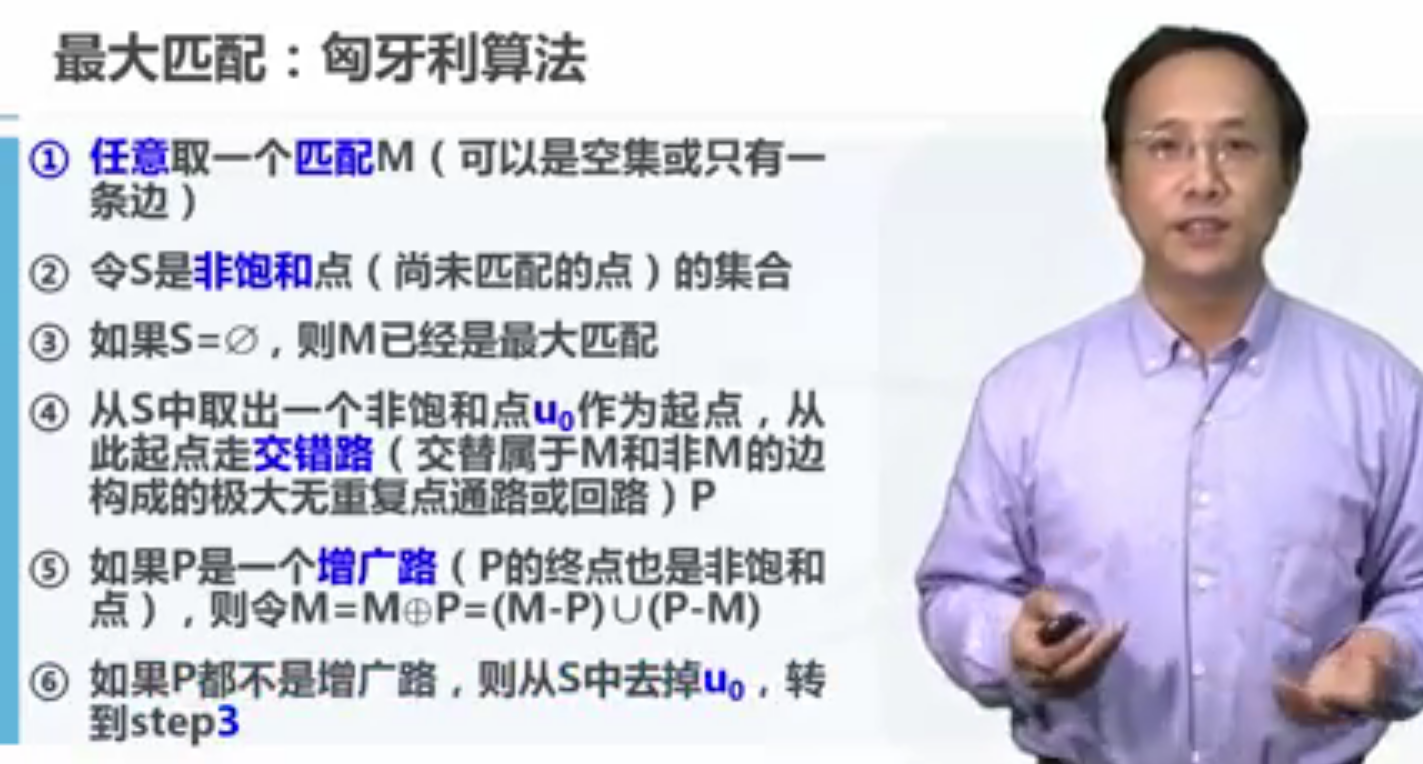 最大匹配：匈牙利算法
① 任意取一个匹配M（可以是空集或只有一
条边）
② 令S是非饱和点（尚未匹配的点）的集合
③ 如果S=∅，则M已经是最大匹配
④ 从S中取出一个非饱和点u₀作为起点，从
此起点走交错路（交替属于M和非M的边
构成的极大无重复点通路或回路）P
⑤ 如果P是一个增广路（P的终点也是非饱和
点），则令M=M⊕P=(M-P)∪(P-M)
⑥ 如果P都不是增广路，则从S中去掉u₀，转
到step3